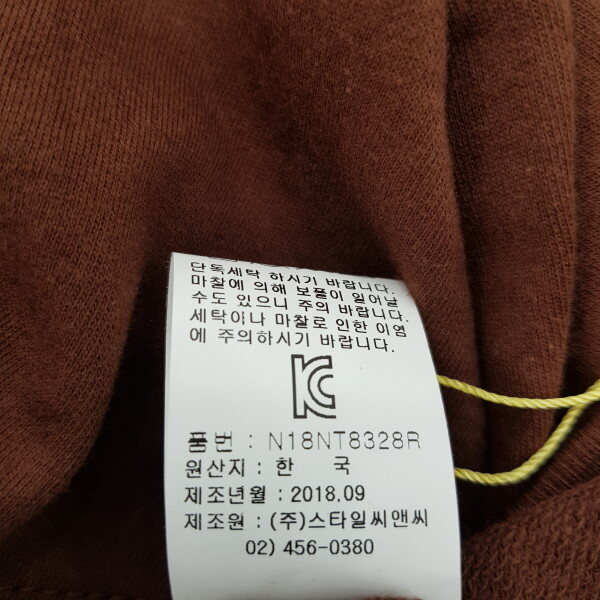 단독세탁 하시기 바랍니다.
마찰에 의해 보풀이 일어날
수도 있으니 주의 바랍니다.
세탁이나 마찰로 인한 이염
에 주의하시기 바랍니다.
KC
품번 : N18NT8328R
원산지 : 한 국
제조년월 : 2018.09
제조원 : (주)스타일씨앤씨
02) 456-0380